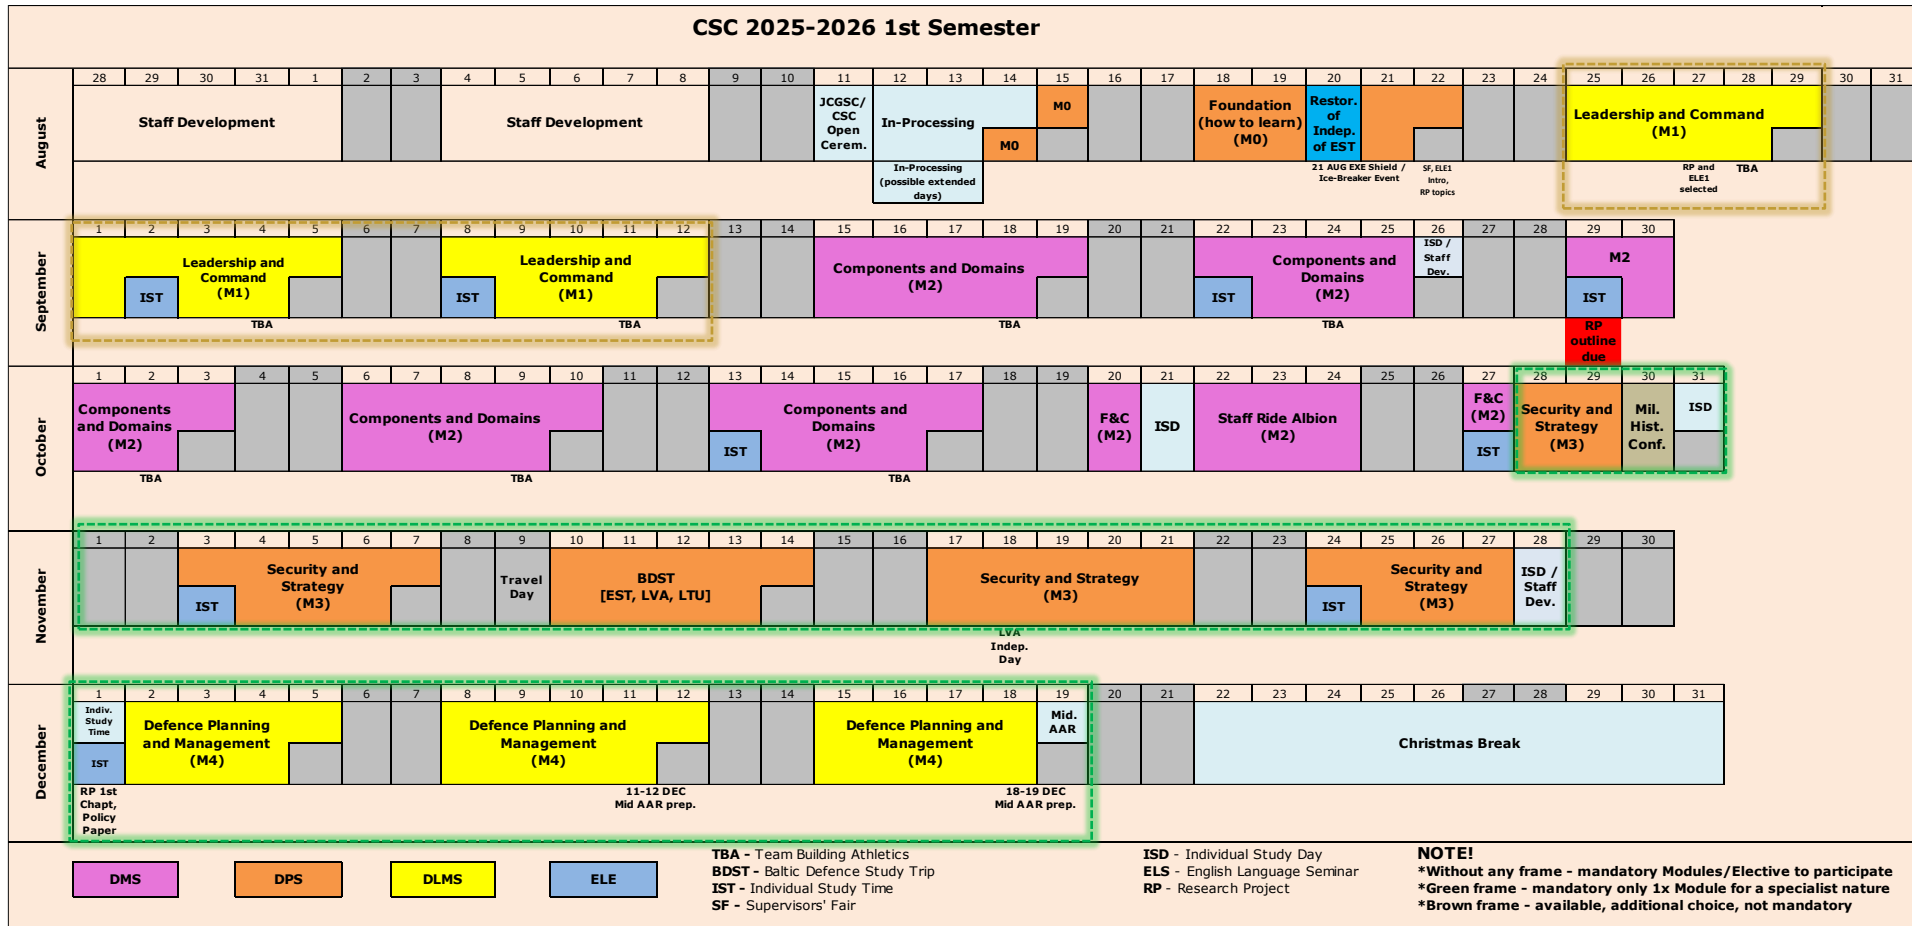 CSC 2025-2026 1st Semester
August
28 29 30 31 1 2 3 4 5 6 7 8 9 10 11 12 13 14 15 16 17 18 19 20 21 22 23 24 25 26 27 28 29 30 31
Staff Development
Staff Development
JCGSC/
CSC
Open
Cerem.
In-Processing
M0
M0
In-Processing
(possible extended
days)
Foundation
(how to learn)
(M0)
Restor.
of
Indep.
of EST
21 AUG EXE Shield /
Ice-Breaker Event
SF, ELE1
Intro,
RP topics
Leadership and Command
(M1)
RP and
ELE1
selected
TBA
September
1 2 3 4 5 6 7 8 9 10 11 12 13 14 15 16 17 18 19 20 21 22 23 24 25 26 27 28 29 30
Leadership and
Command
(M1)
IST
TBA
Leadership and
Command
(M1)
IST
TBA
Components and Domains
(M2)
TBA
Components and
Domains
(M2)
IST
TBA
ISD /
Staff
Dev.
M2
IST
RP
outline
due
October
1 2 3 4 5 6 7 8 9 10 11 12 13 14 15 16 17 18 19 20 21 22 23 24 25 26 27 28 29 30 31
Components
and Domains
(M2)
TBA
Components and Domains
(M2)
TBA
Components and
Domains
(M2)
IST
TBA
F&C
(M2)
ISD
Staff Ride Albion
(M2)
F&C
(M2)
IST
Security and
Strategy
(M3)
Mil.
Hist.
Conf.
ISD
November
1 2 3 4 5 6 7 8 9 10 11 12 13 14 15 16 17 18 19 20 21 22 23 24 25 26 27 28 29 30
Security and
Strategy
(M3)
IST
Travel
Day
BDST
[EST, LVA, LTU]
Security and Strategy
(M3)
LVA
Indep.
Day
Security and
Strategy
(M3)
IST
ISD /
Staff
Dev.
December
1 2 3 4 5 6 7 8 9 10 11 12 13 14 15 16 17 18 19 20 21 22 23 24 25 26 27 28 29 30 31
Indiv.
Study
Time
IST
RP 1st
Chapt,
Policy
Paper
Defence Planning
and Management
(M4)
Defence Planning and
Management
(M4)
11-12 DEC
Mid AAR prep.
Defence Planning and
Management
(M4)
18-19 DEC
Mid AAR prep.
Mid.
AAR
Christmas Break
DMS
DPS
DLMS
ELE
TBA - Team Building Athletics
BDST - Baltic Defence Study Trip
IST - Individual Study Time
SF - Supervisors' Fair
ISD - Individual Study Day
ELS - English Language Seminar
RP - Research Project
NOTE!
*Without any frame - mandatory Modules/Elective to participate
*Green frame - mandatory only 1x Module for a specialist nature
*Brown frame - available, additional choice, not mandatory